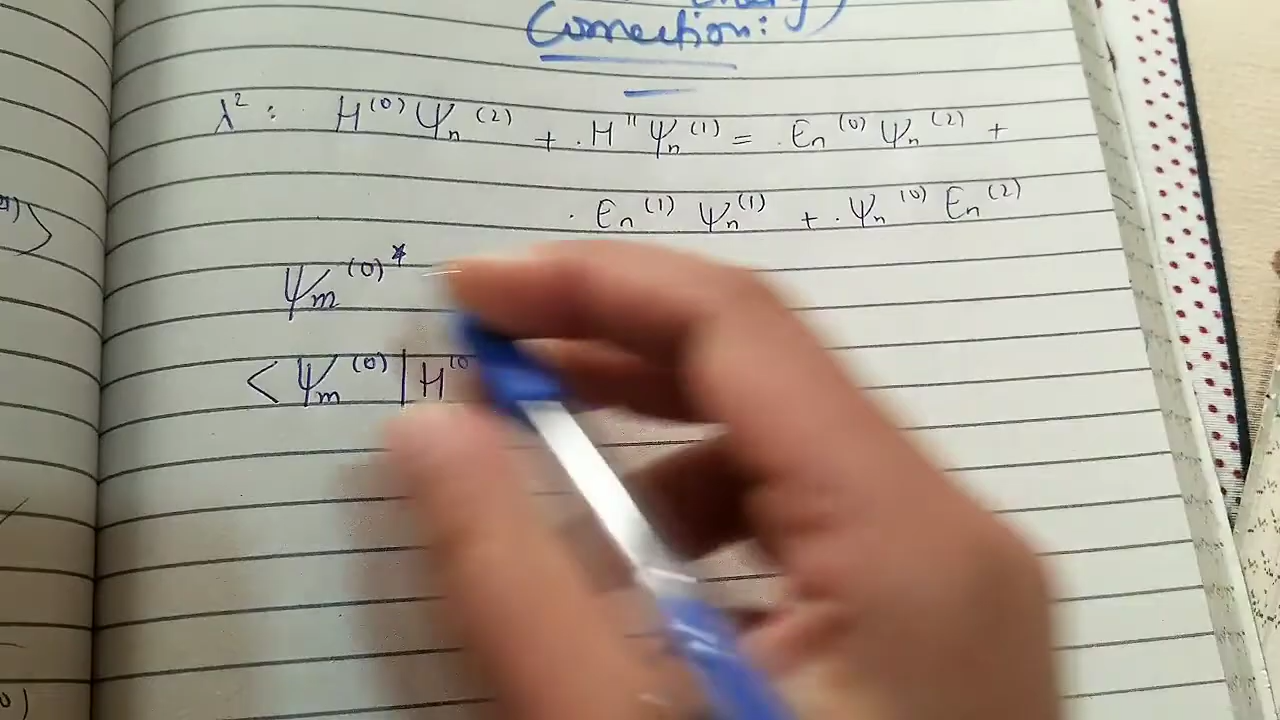 Energy)
Correction:
λ² : H⁽⁰⁾ Ψₙ⁽²⁾ + . H'' Ψₙ⁽¹⁾ = . Eₙ⁽⁰⁾ Ψₙ⁽²⁾ +
. Eₙ⁽¹⁾ Ψₙ⁽¹⁾ + . Ψₙ⁽⁰⁾ Eₙ⁽²⁾
Ψₘ⁽⁰⁾*
< Ψₘ⁽⁰⁾ | H⁽⁰